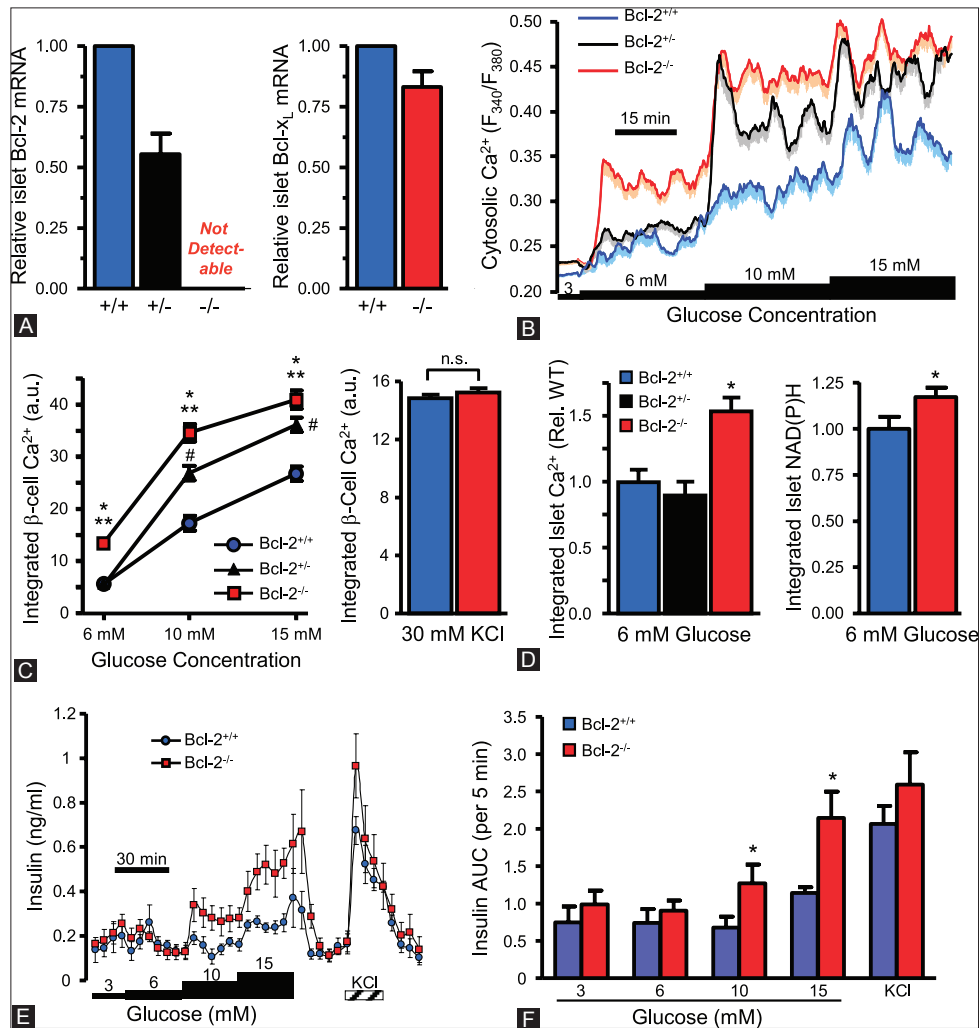 Relative islet Bcl-2 mRNA
1.00
0.75
0.50
0.25
0.00
Not
Detect-
able
+/+
+/-
-/-
A
Relative islet Bcl-xL mRNA
1.00
0.75
0.50
0.25
0.00
+/+
-/-
Cytosolic Ca2+ (F340/F380)
0.50
0.45
0.40
0.35
0.30
0.25
0.20
Bcl-2+/+
Bcl-2+/-
Bcl-2-/-
15 min
3
6 mM
10 mM
15 mM
Glucose Concentration
B
Integrated β-cell Ca2+ (a.u.)
40
30
20
10
0
*
**
*
**
#
*
**
#
Bcl-2+/+
Bcl-2+/-
Bcl-2-/-
6 mM
10 mM
15 mM
Glucose Concentration
C
Integrated β-Cell Ca2+ (a.u.)
16
12
8
4
0
n.s.
30 mM KCl
Integrated Islet Ca2+ (Rel. WT)
1.5
1.0
0.5
0.0
Bcl-2+/+
Bcl-2+/-
Bcl-2-/-
*
6 mM Glucose
D
Integrated Islet NAD(P)H
1.25
1.00
0.75
0.50
0.25
0.00
*
6 mM Glucose
Insulin (ng/ml)
1.2
1
0.8
0.6
0.4
0.2
0
Bcl-2+/+
Bcl-2-/-
30 min
3
6
10
15
KCl
Glucose (mM)
E
Insulin AUC (per 5 min)
3.5
3.0
2.5
2.0
1.5
1.0
0.5
0
Bcl-2+/+
Bcl-2-/-
*
*
3
6
10
15
KCl
Glucose (mM)
F